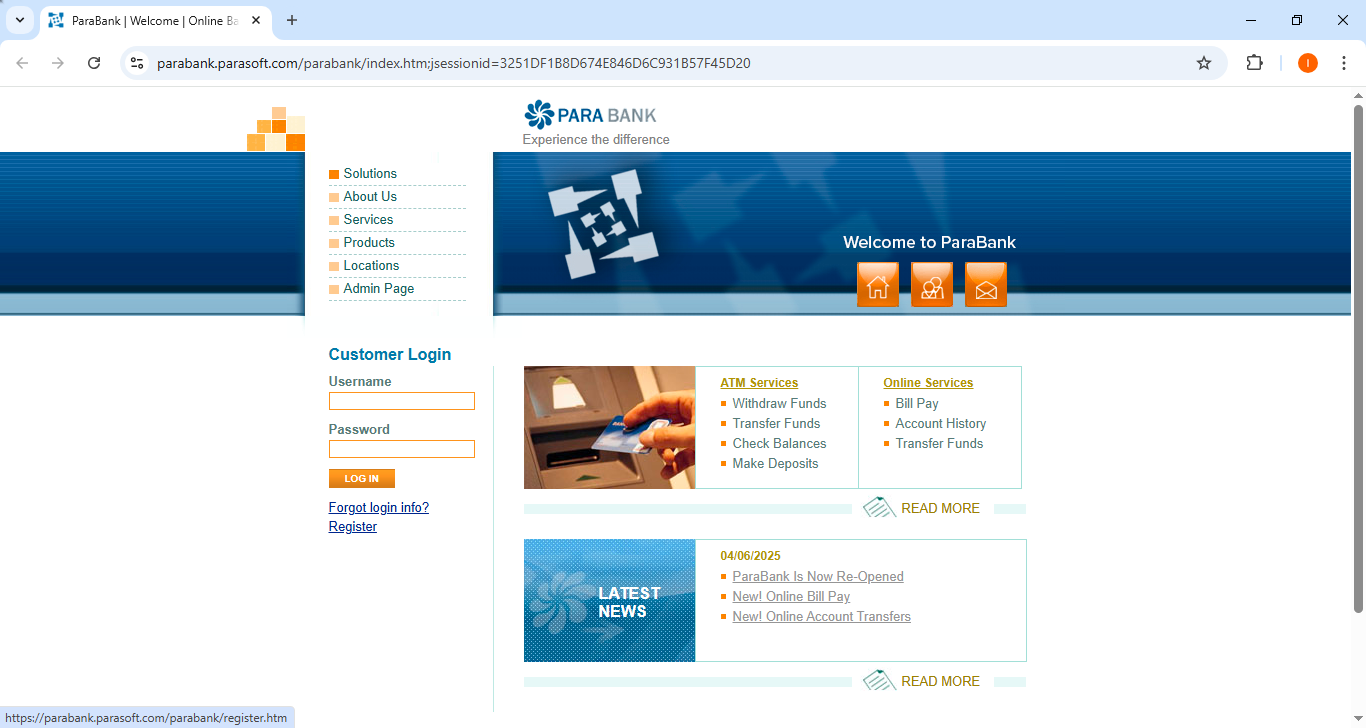 ParaBank | Welcome | Online Ba
parabank.parasoft.com/parabank/index.htm;jsessionid=3251DF1B8D674E846D6C931B57F45D20
I
PARA BANK
Experience the difference
Solutions
About Us
Services
Products
Locations
Admin Page
Welcome to ParaBank
Customer Login
Username
Password
LOG IN
Forgot login info?
Register
ATM Services
Withdraw Funds
Transfer Funds
Check Balances
Make Deposits
Online Services
Bill Pay
Account History
Transfer Funds
READ MORE
LATEST
NEWS
04/06/2025
ParaBank Is Now Re-Opened
New! Online Bill Pay
New! Online Account Transfers
READ MORE
https://parabank.parasoft.com/parabank/register.htm